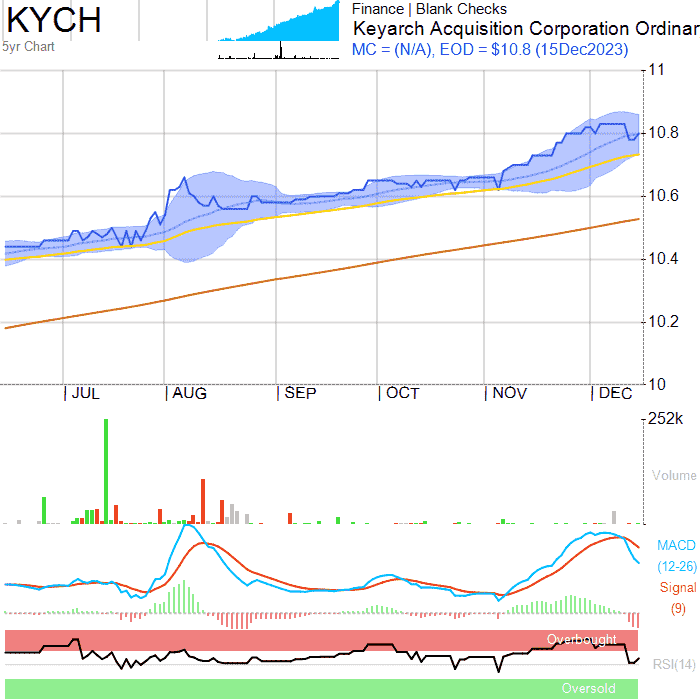 KYCH
5yr Chart
Finance | Blank Checks
Keyarch Acquisition Corporation Ordinar
MC = (N/A), EOD = $10.8 (15Dec2023)
11
10.8
10.6
10.4
10.2
10
JUL AUG SEP OCT NOV DEC
252k
Volume
MACD
(12-26)
Signal
(9)
Overbought
RSI(14)
Oversold